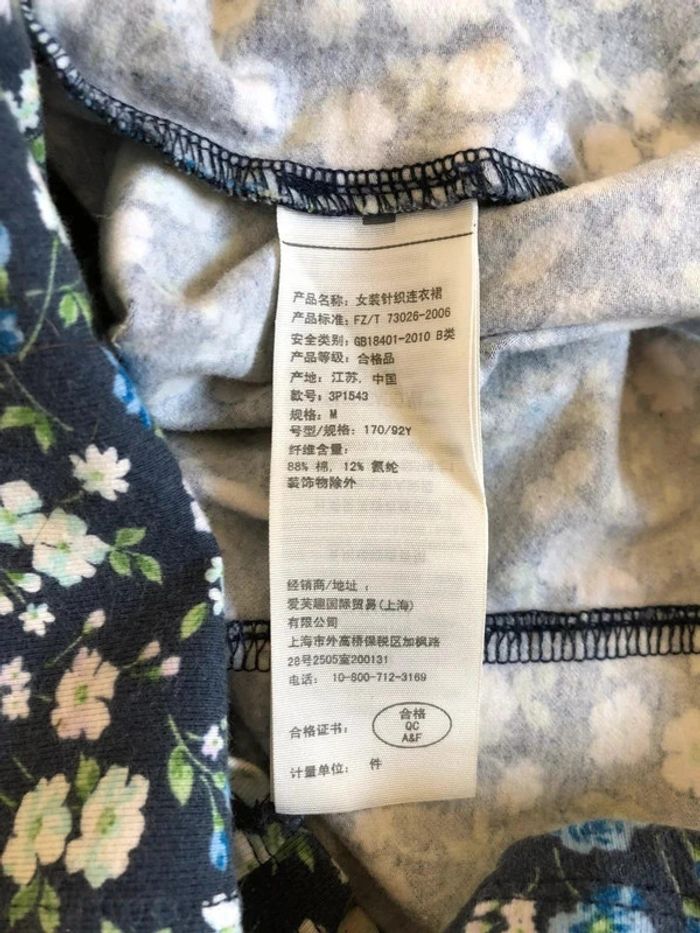 产品名称: 女装针织连衣裙
产品标准: FZ/T 73026-2006
安全类别: GB18401-2010 B类
产品等级: 合格品
产地: 江苏, 中国
款号: 3P1543
规格: M
号型/规格: 170/92Y
纤维含量:
88% 棉, 12% 氨纶
装饰物除外
经销商/地址 :
爱芙趣国际贸易(上海)
有限公司
上海市外高桥保税区加枫路
28号2505室200131
电话: 10-800-712-3169
合格证书:
合格
QC
A&F
计量单位: 件